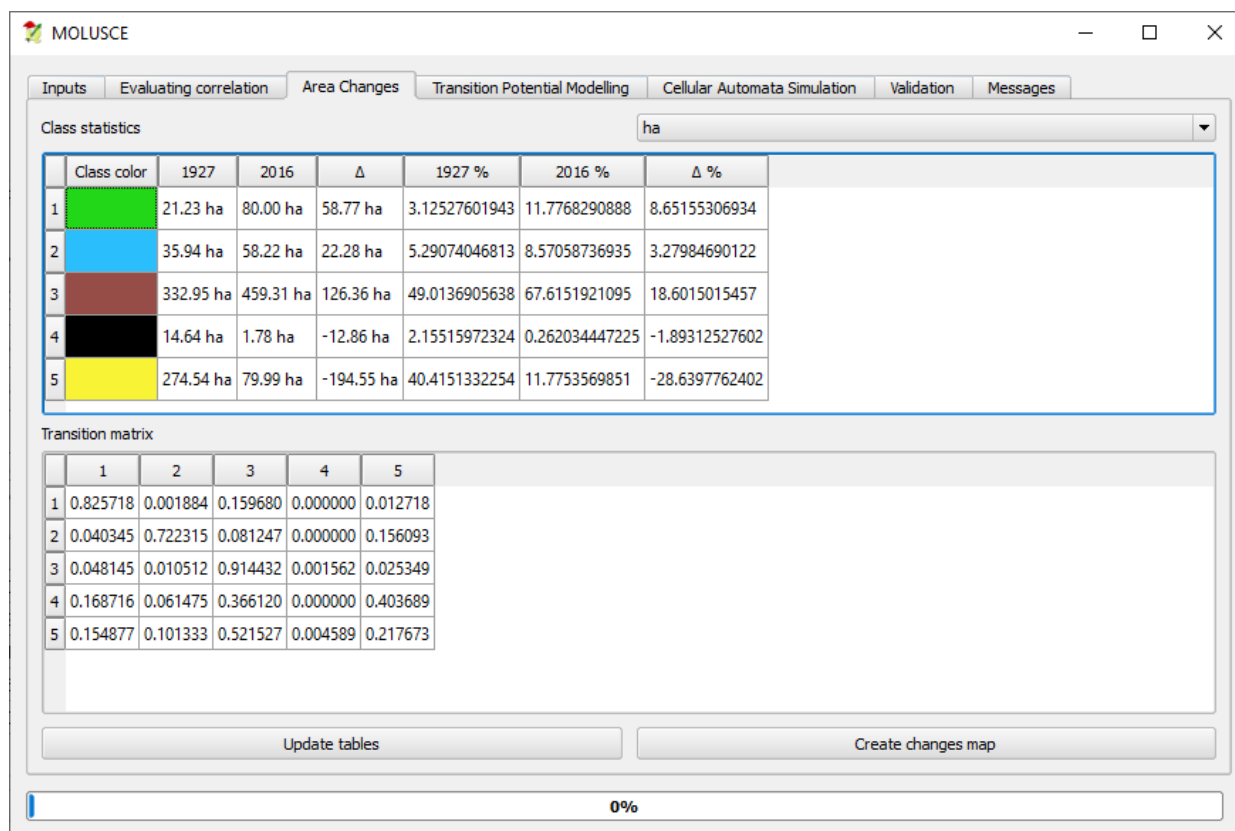 MOLUSCE
Inputs Evaluating correlation Area Changes Transition Potential Modelling Cellular Automata Simulation Validation Messages
Class statistics ha
Class color 1927 2016 Δ 1927 % 2016 % Δ %
1 21.23 ha 80.00 ha 58.77 ha 3.12527601943 11.7768290888 8.65155306934
2 35.94 ha 58.22 ha 22.28 ha 5.29074046813 8.57058736935 3.27984690122
3 332.95 ha 459.31 ha 126.36 ha 49.0136905638 67.6151921095 18.6015015457
4 14.64 ha 1.78 ha -12.86 ha 2.15515972324 0.262034447225 -1.89312527602
5 274.54 ha 79.99 ha -194.55 ha 40.4151332254 11.7753569851 -28.6397762402
Transition matrix
1 2 3 4 5
1 0.825718 0.001884 0.159680 0.000000 0.012718
2 0.040345 0.722315 0.081247 0.000000 0.156093
3 0.048145 0.010512 0.914432 0.001562 0.025349
4 0.168716 0.061475 0.366120 0.000000 0.403689
5 0.154877 0.101333 0.521527 0.004589 0.217673
Update tables Create changes map
0%